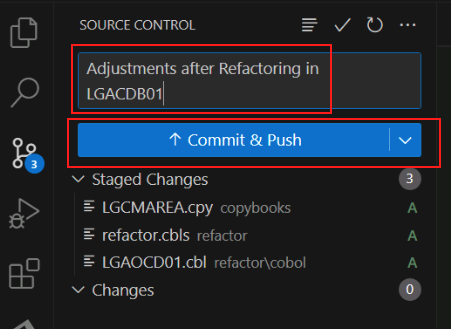 SOURCE CONTROL
Adjustments after Refactoring in
LGACDB01
Commit & Push
3
Staged Changes 3
LGCMAREA.cpy copybooks A
refactor.cbls refactor A
LGAOCD01.cbl refactor\cobol A
Changes 0